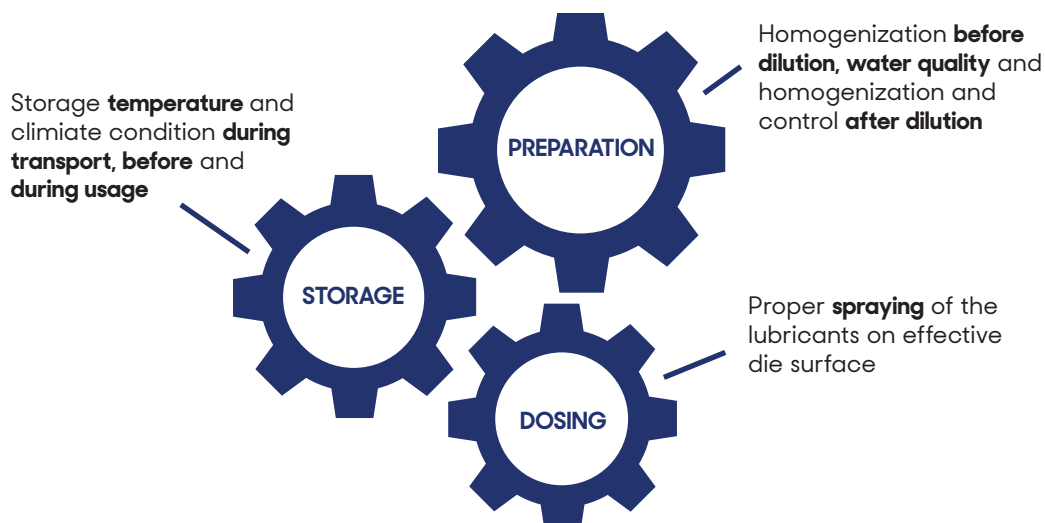 Homogenization before
dilution, water quality and
homogenization and
control after dilution
PREPARATION
Storage temperature and
climiate condition during
transport, before and
during usage
STORAGE
Proper spraying of the
lubricants on effective
die surface
DOSING